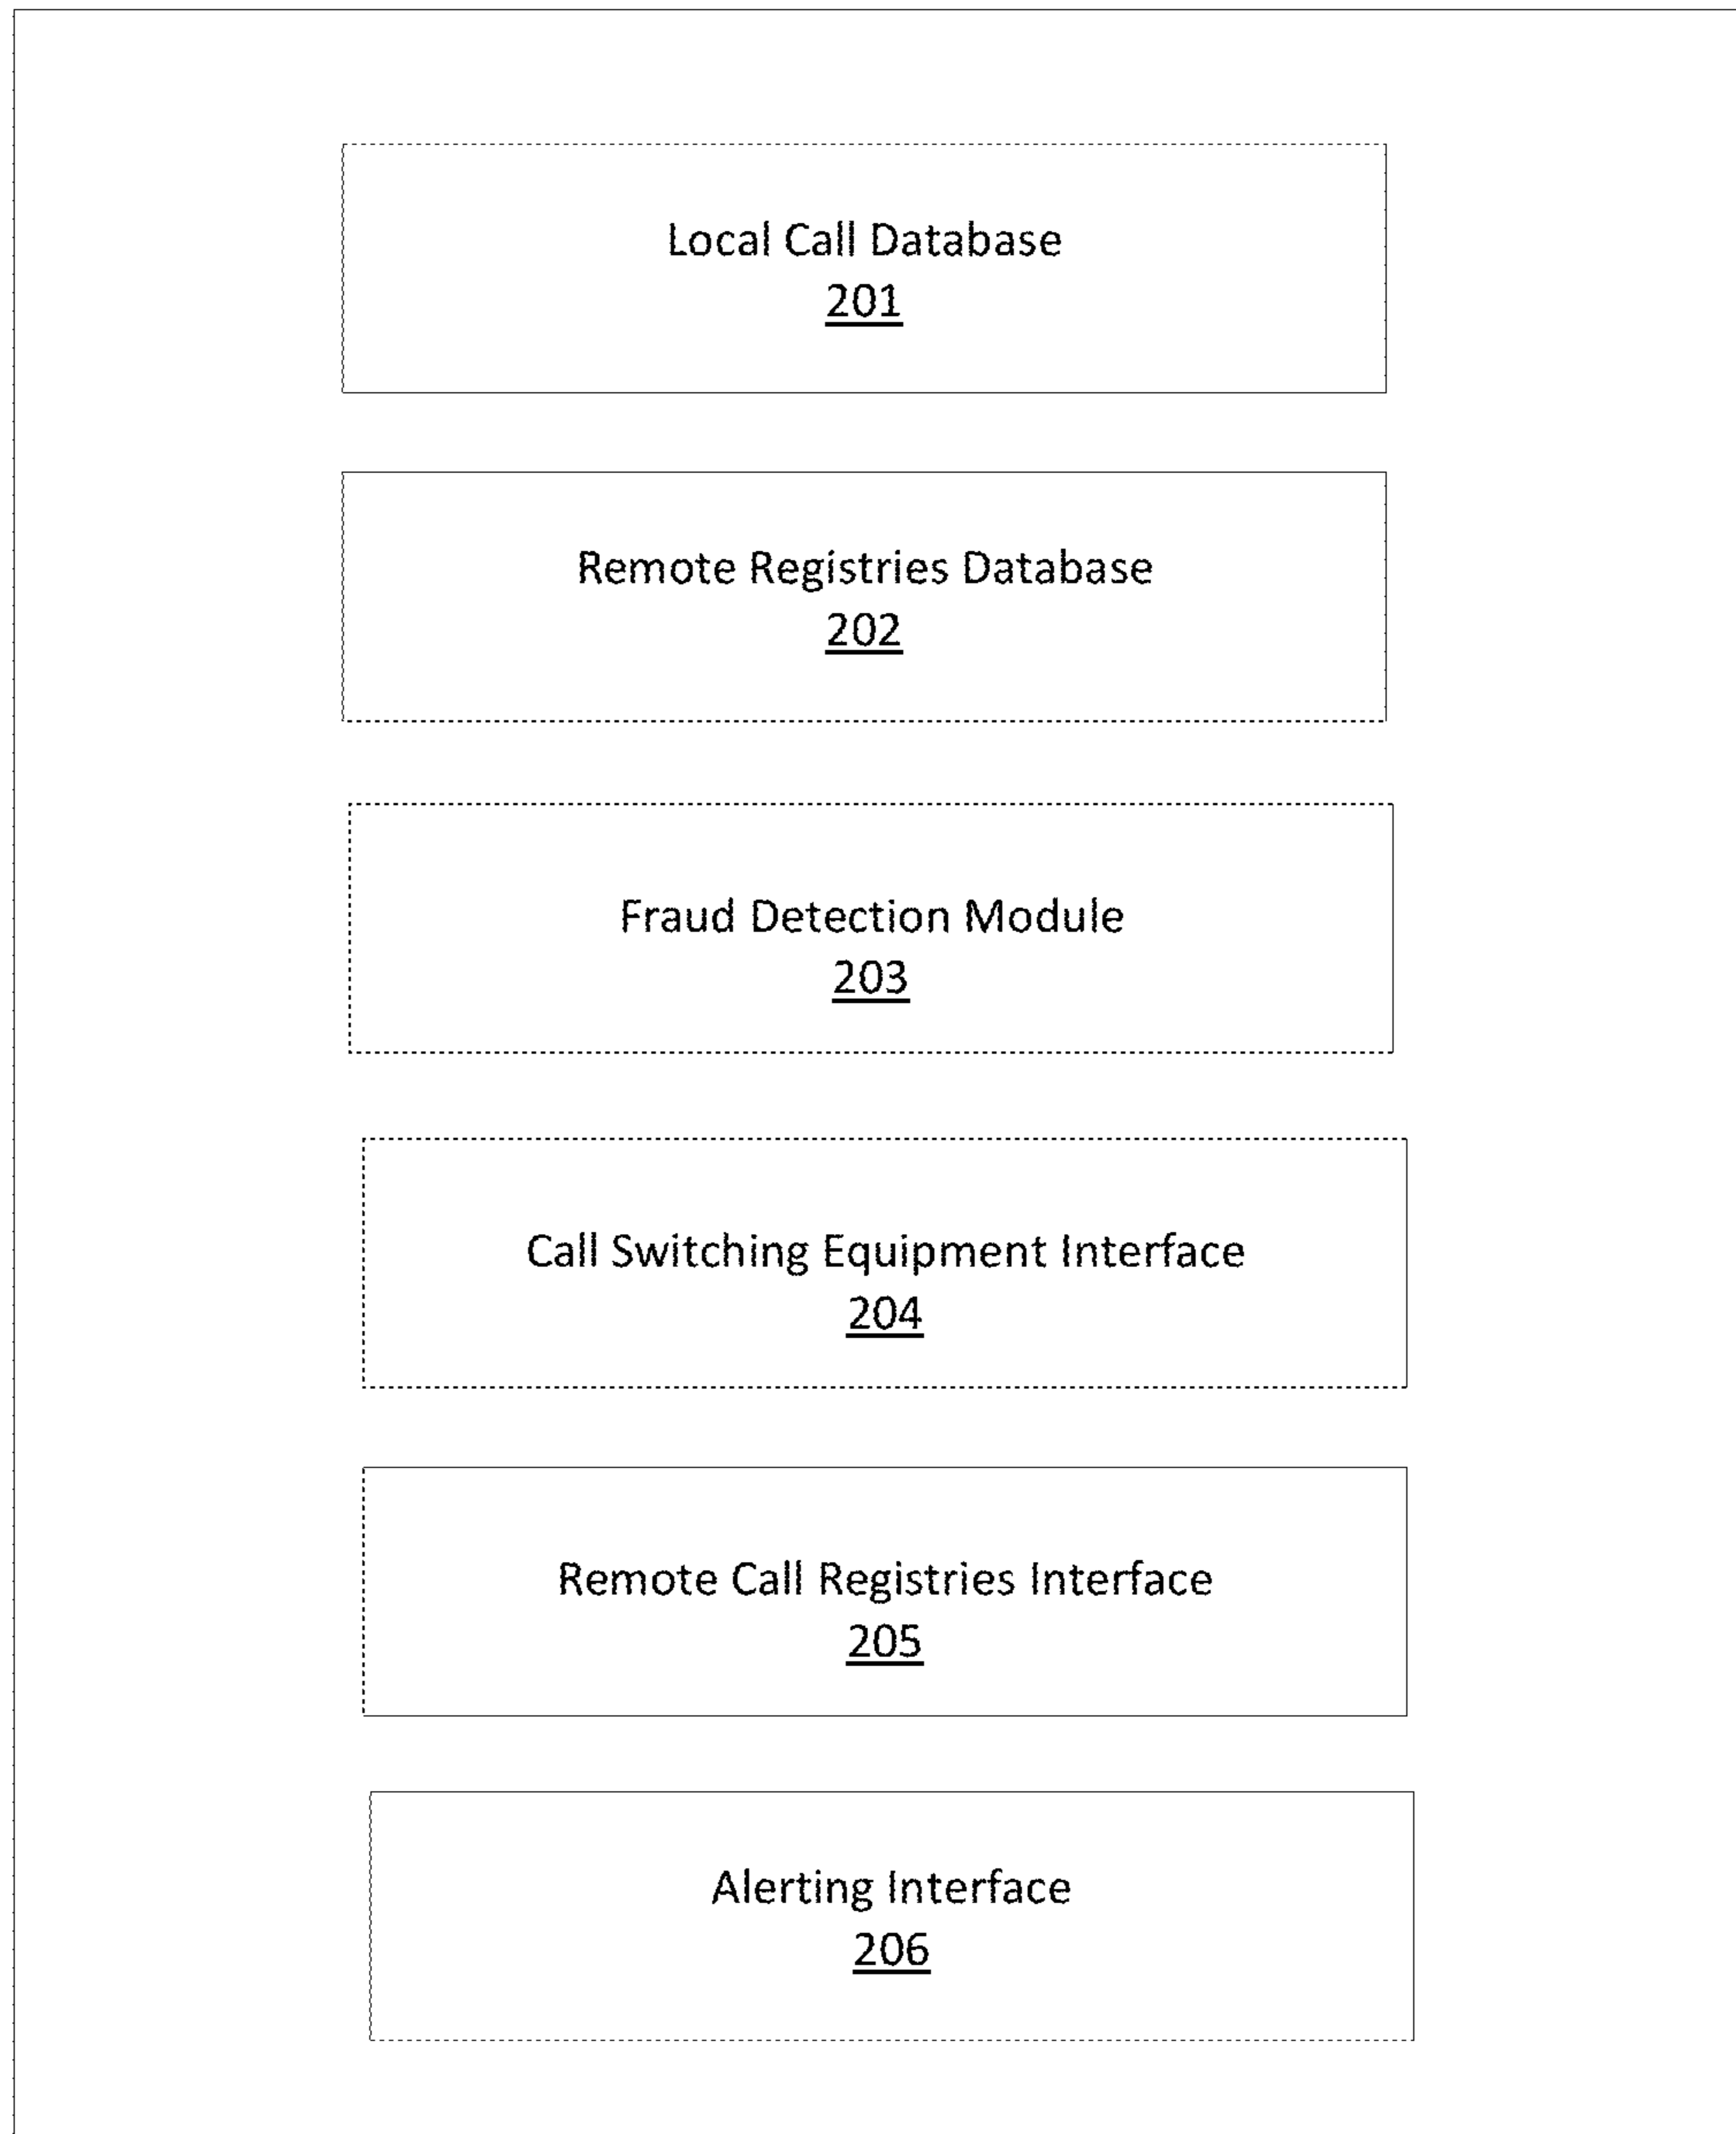 Local Call Database
201
Remote Registries Database
202
Fraud Detection Module
203
Call Switching Equipment Interface
204
Remote Call Registries Interface
205
Alerting Interface
206